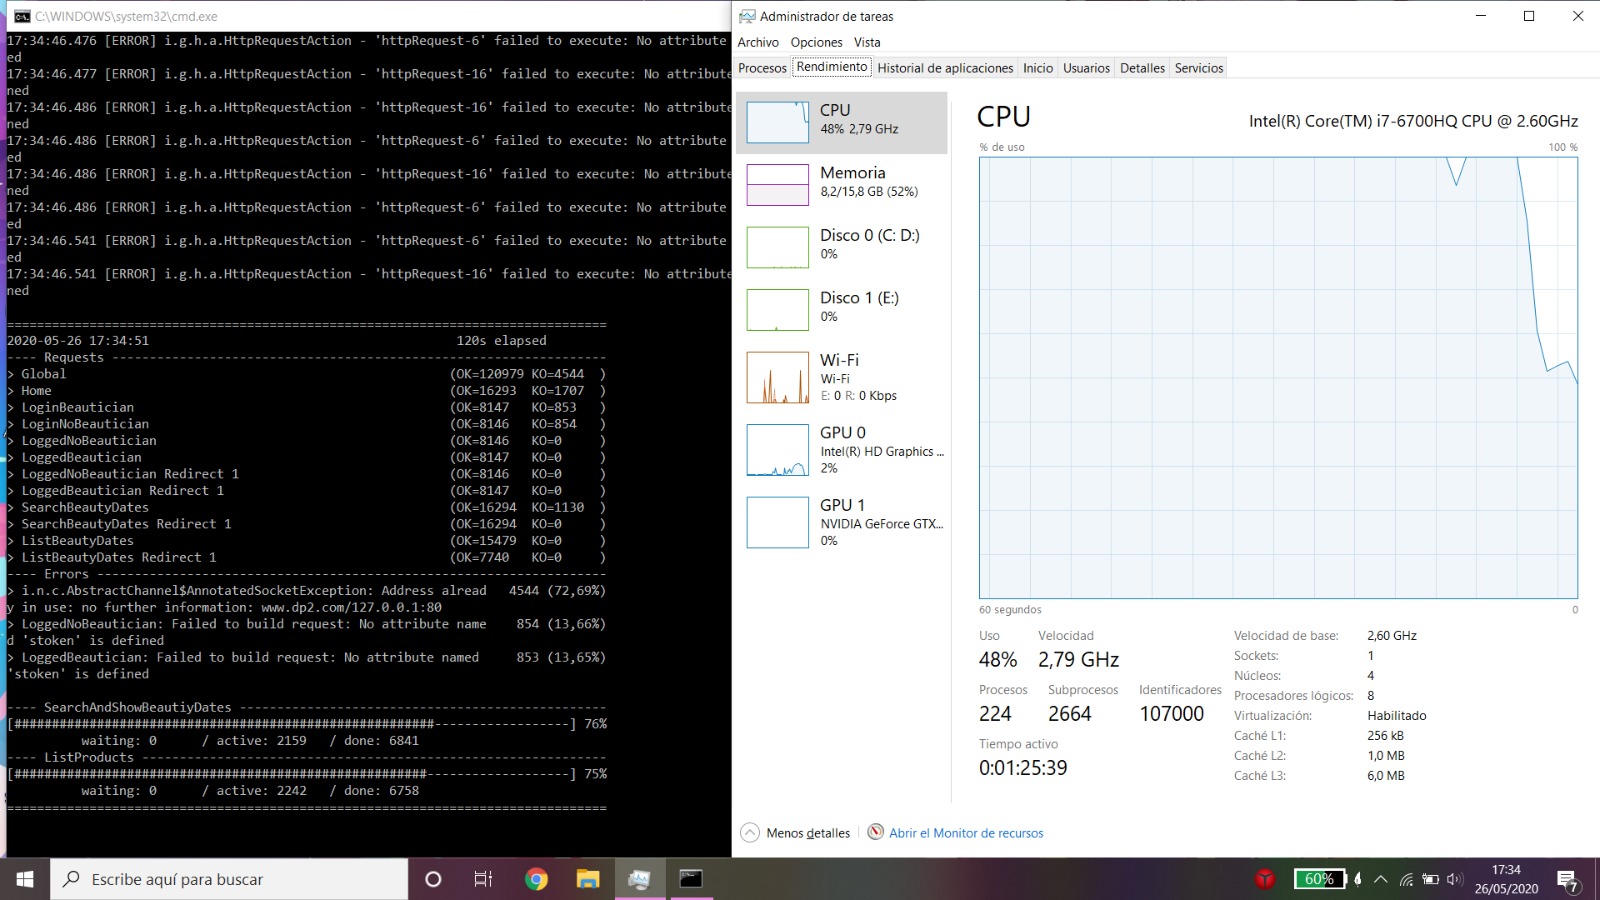 C:\WINDOWS\system32\cmd.exe
17:34:46.476 [ERROR] i.g.h.a.HttpRequestAction - 'httpRequest-6' failed to execute: No attribute
ed
17:34:46.477 [ERROR] i.g.h.a.HttpRequestAction - 'httpRequest-16' failed to execute: No attribute
ned
17:34:46.486 [ERROR] i.g.h.a.HttpRequestAction - 'httpRequest-16' failed to execute: No attribute
ned
17:34:46.486 [ERROR] i.g.h.a.HttpRequestAction - 'httpRequest-6' failed to execute: No attribute
ed
17:34:46.486 [ERROR] i.g.h.a.HttpRequestAction - 'httpRequest-16' failed to execute: No attribute
ned
17:34:46.486 [ERROR] i.g.h.a.HttpRequestAction - 'httpRequest-6' failed to execute: No attribute
ed
17:34:46.541 [ERROR] i.g.h.a.HttpRequestAction - 'httpRequest-6' failed to execute: No attribute
ed
17:34:46.541 [ERROR] i.g.h.a.HttpRequestAction - 'httpRequest-16' failed to execute: No attribute
ned
================================================================================
2020-05-26 17:34:51                                         120s elapsed
---- Requests ------------------------------------------------------------------
> Global                                                   (OK=120979 KO=4544  )
> Home                                                     (OK=16293  KO=1707  )
> LoginBeautician                                          (OK=8147   KO=853   )
> LoginNoBeautician                                        (OK=8146   KO=854   )
> LoggedNoBeautician                                       (OK=8146   KO=0     )
> LoggedBeautician                                         (OK=8147   KO=0     )
> LoggedNoBeautician Redirect 1                            (OK=8146   KO=0     )
> LoggedBeautician Redirect 1                              (OK=8147   KO=0     )
> SearchBeautyDates                                        (OK=16294  KO=1130  )
> SearchBeautyDates Redirect 1                             (OK=16294  KO=0     )
> ListBeautyDates                                          (OK=15479  KO=0     )
> ListBeautyDates Redirect 1                               (OK=7740   KO=0     )
---- Errors --------------------------------------------------------------------
> i.n.c.AbstractChannel$AnnotatedSocketException: Address alread   4544 (72,69%)
y in use: no further information: www.dp2.com/127.0.0.1:80
> LoggedNoBeautician: Failed to build request: No attribute name    854 (13,66%)
d 'stoken' is defined
> LoggedBeautician: Failed to build request: No attribute named     853 (13,65%)
'stoken' is defined
---- SearchAndShowBeautiyDates -------------------------------------------------
[########################################################------------------] 76%
waiting: 0      / active: 2159   / done: 6841
---- ListProducts --------------------------------------------------------------
[#######################################################-------------------] 75%
waiting: 0      / active: 2242   / done: 6758
================================================================================
Administrador de tareas
Archivo Opciones Vista
Procesos Rendimiento Historial de aplicaciones Inicio Usuarios Detalles Servicios
CPU
48% 2,79 GHz
Memoria
8,2/15,8 GB (52%)
Disco 0 (C: D:)
0%
Disco 1 (E:)
0%
Wi-Fi
Wi-Fi
E: 0 R: 0 Kbps
GPU 0
Intel(R) HD Graphics ...
2%
GPU 1
NVIDIA GeForce GTX...
0%
CPU
Intel(R) Core(TM) i7-6700HQ CPU @ 2.60GHz
% de uso 100 %
60 segundos 0
Uso Velocidad
48% 2,79 GHz
Procesos Subprocesos Identificadores
224 2664 107000
Tiempo activo
0:01:25:39
Velocidad de base: 2,60 GHz
Sockets: 1
Núcleos: 4
Procesadores lógicos: 8
Virtualización: Habilitado
Caché L1: 256 kB
Caché L2: 1,0 MB
Caché L3: 6,0 MB
Menos detalles Abrir el Monitor de recursos
Escribe aquí para buscar
60%
17:34
26/05/2020
7